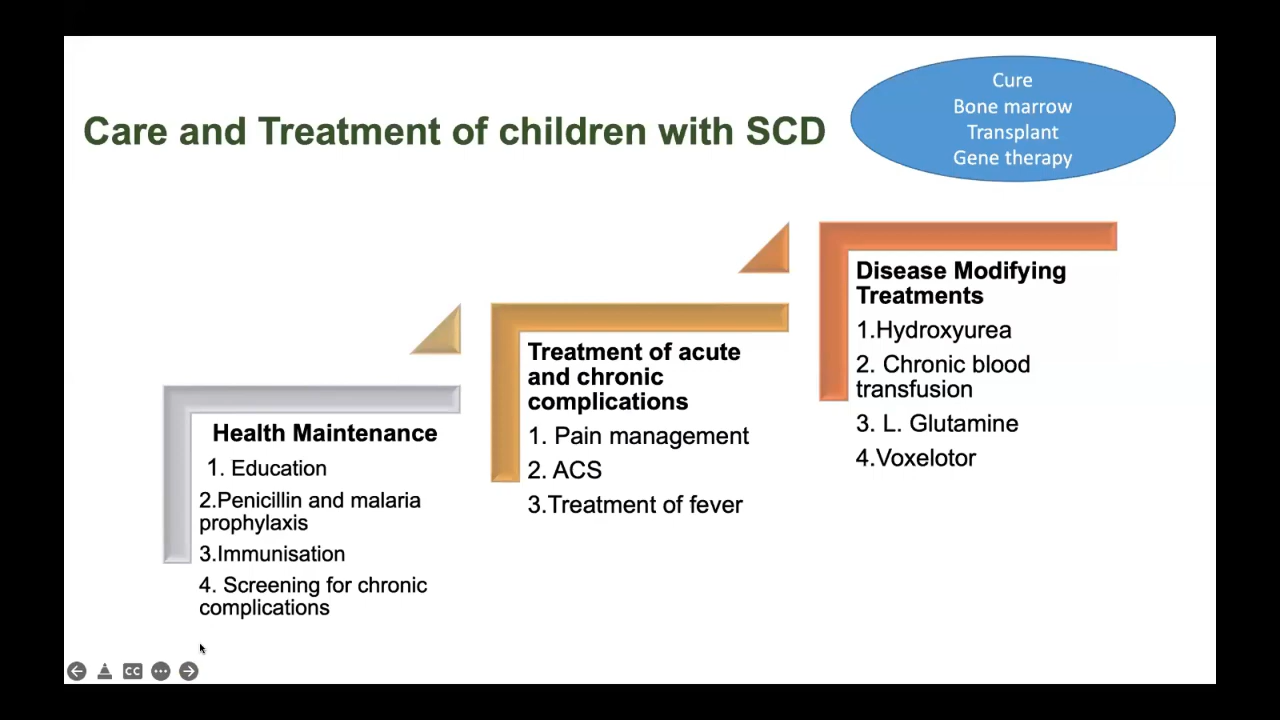 Care and Treatment of children with SCD
Cure
Bone marrow
Transplant
Gene therapy
Health Maintenance
1. Education
2.Penicillin and malaria
prophylaxis
3.Immunisation
4. Screening for chronic
complications
Treatment of acute
and chronic
complications
1. Pain management
2. ACS
3.Treatment of fever
Disease Modifying
Treatments
1.Hydroxyurea
2. Chronic blood
transfusion
3. L. Glutamine
4.Voxelotor
CC